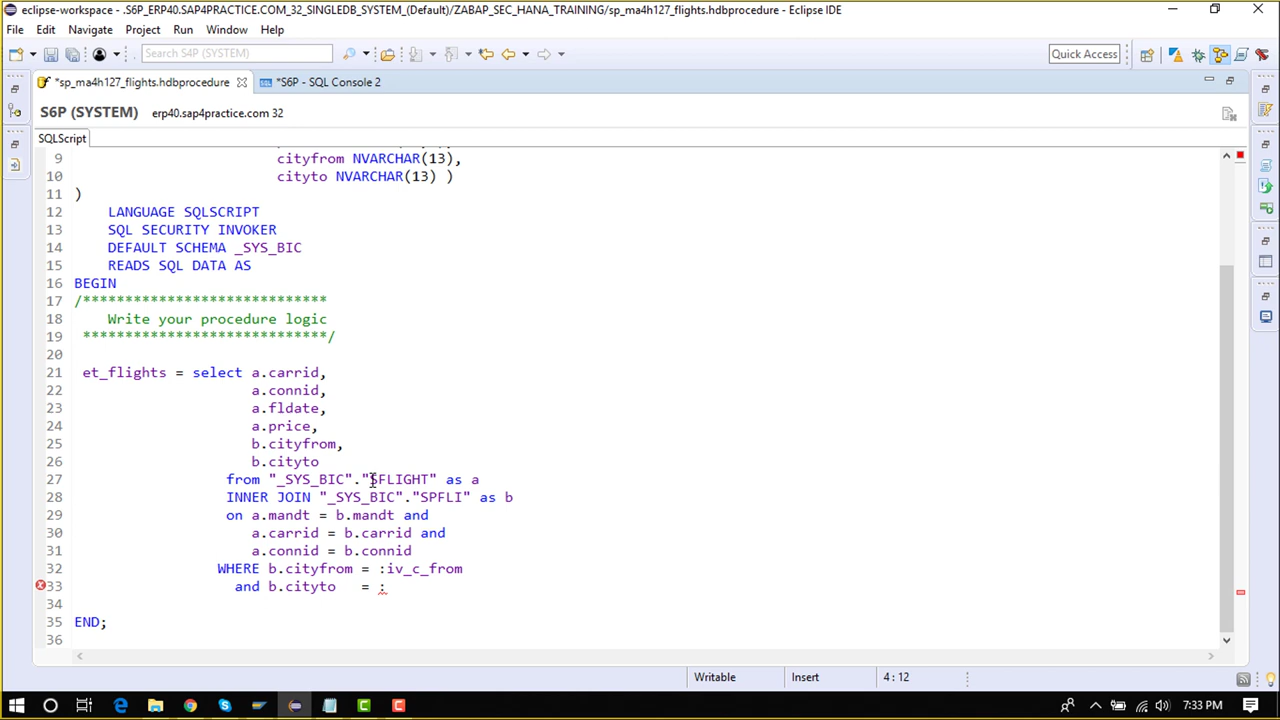 eclipse-workspace - .S6P_ERP40.SAP4PRACTICE.COM_32_SINGLEDB_SYSTEM_(Default)/ZABAP_SEC_HANA_TRAINING/sp_ma4h127_flights.hdbprocedure - Eclipse IDE
File Edit Navigate Project Run Window Help
Search S4P (SYSTEM) Quick Access
*sp_ma4h127_flights.hdbprocedure *S6P - SQL Console 2
S6P (SYSTEM) erp40.sap4practice.com 32
SQLScript
9 cityfrom NVARCHAR(13),
10 cityto NVARCHAR(13) )
11 )
12 LANGUAGE SQLSCRIPT
13 SQL SECURITY INVOKER
14 DEFAULT SCHEMA _SYS_BIC
15 READS SQL DATA AS
16 BEGIN
17 /*****************************
18 Write your procedure logic
19 *****************************/
20
21 et_flights = select a.carrid,
22 a.connid,
23 a.fldate,
24 a.price,
25 b.cityfrom,
26 b.cityto
27 from "_SYS_BIC"."SFLIGHT" as a
28 INNER JOIN "_SYS_BIC"."SPFLI" as b
29 on a.mandt = b.mandt and
30 a.carrid = b.carrid and
31 a.connid = b.connid
32 WHERE b.cityfrom = :iv_c_from
33 and b.cityto = :
34
35 END;
36
Writable Insert 4 : 12
7:33 PM